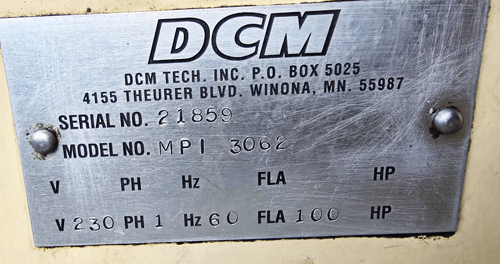 DCM
DCM TECH. INC. P.O. BOX 5025
4155 THEURER BLVD. WINONA, MN. 55987
SERIAL NO. 21859
MODEL NO. MPI 3062
V PH Hz FLA HP
V 230 PH 1 Hz 60 FLA 100 HP